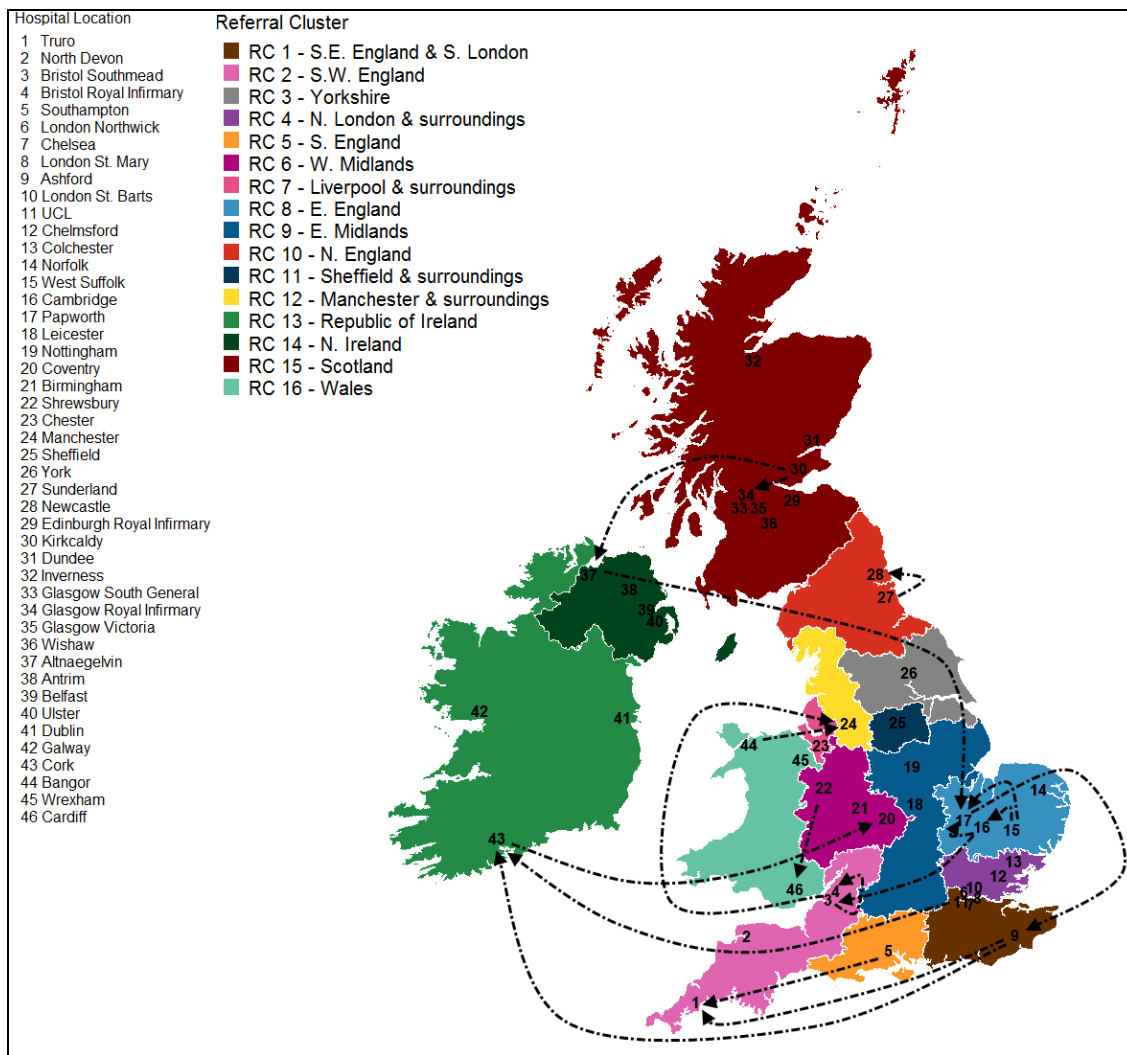 Hospital Location
1 Truro
2 North Devon
3 Bristol Southmead
4 Bristol Royal Infirmary
5 Southampton
6 London Northwick
7 Chelsea
8 London St. Mary
9 Ashford
10 London St. Barts
11 UCL
12 Chelmsford
13 Colchester
14 Norfolk
15 West Suffolk
16 Cambridge
17 Papworth
18 Leicester
19 Nottingham
20 Coventry
21 Birmingham
22 Shrewsbury
23 Chester
24 Manchester
25 Sheffield
26 York
27 Sunderland
28 Newcastle
29 Edinburgh Royal Infirmary
30 Kirkcaldy
31 Dundee
32 Inverness
33 Glasgow South General
34 Glasgow Royal Infirmary
35 Glasgow Victoria
36 Wishaw
37 Altnaegelvin
38 Antrim
39 Belfast
40 Ulster
41 Dublin
42 Galway
43 Cork
44 Bangor
45 Wrexham
46 Cardiff
Referral Cluster
RC 1 - S.E. England & S. London
RC 2 - S.W. England
RC 3 - Yorkshire
RC 4 - N. London & surroundings
RC 5 - S. England
RC 6 - W. Midlands
RC 7 - Liverpool & surroundings
RC 8 - E. England
RC 9 - E. Midlands
RC 10 - N. England
RC 11 - Sheffield & surroundings
RC 12 - Manchester & surroundings
RC 13 - Republic of Ireland
RC 14 - N. Ireland
RC 15 - Scotland
RC 16 - Wales
32
31
30
34
29
33 35
36
28
37
38
27
39
40
26
42
41
25
24
44
23
45
19
22
14
18
21
20
17
16
15
43
13
12
46
4
10
3
11
7
8
2
9
5
1